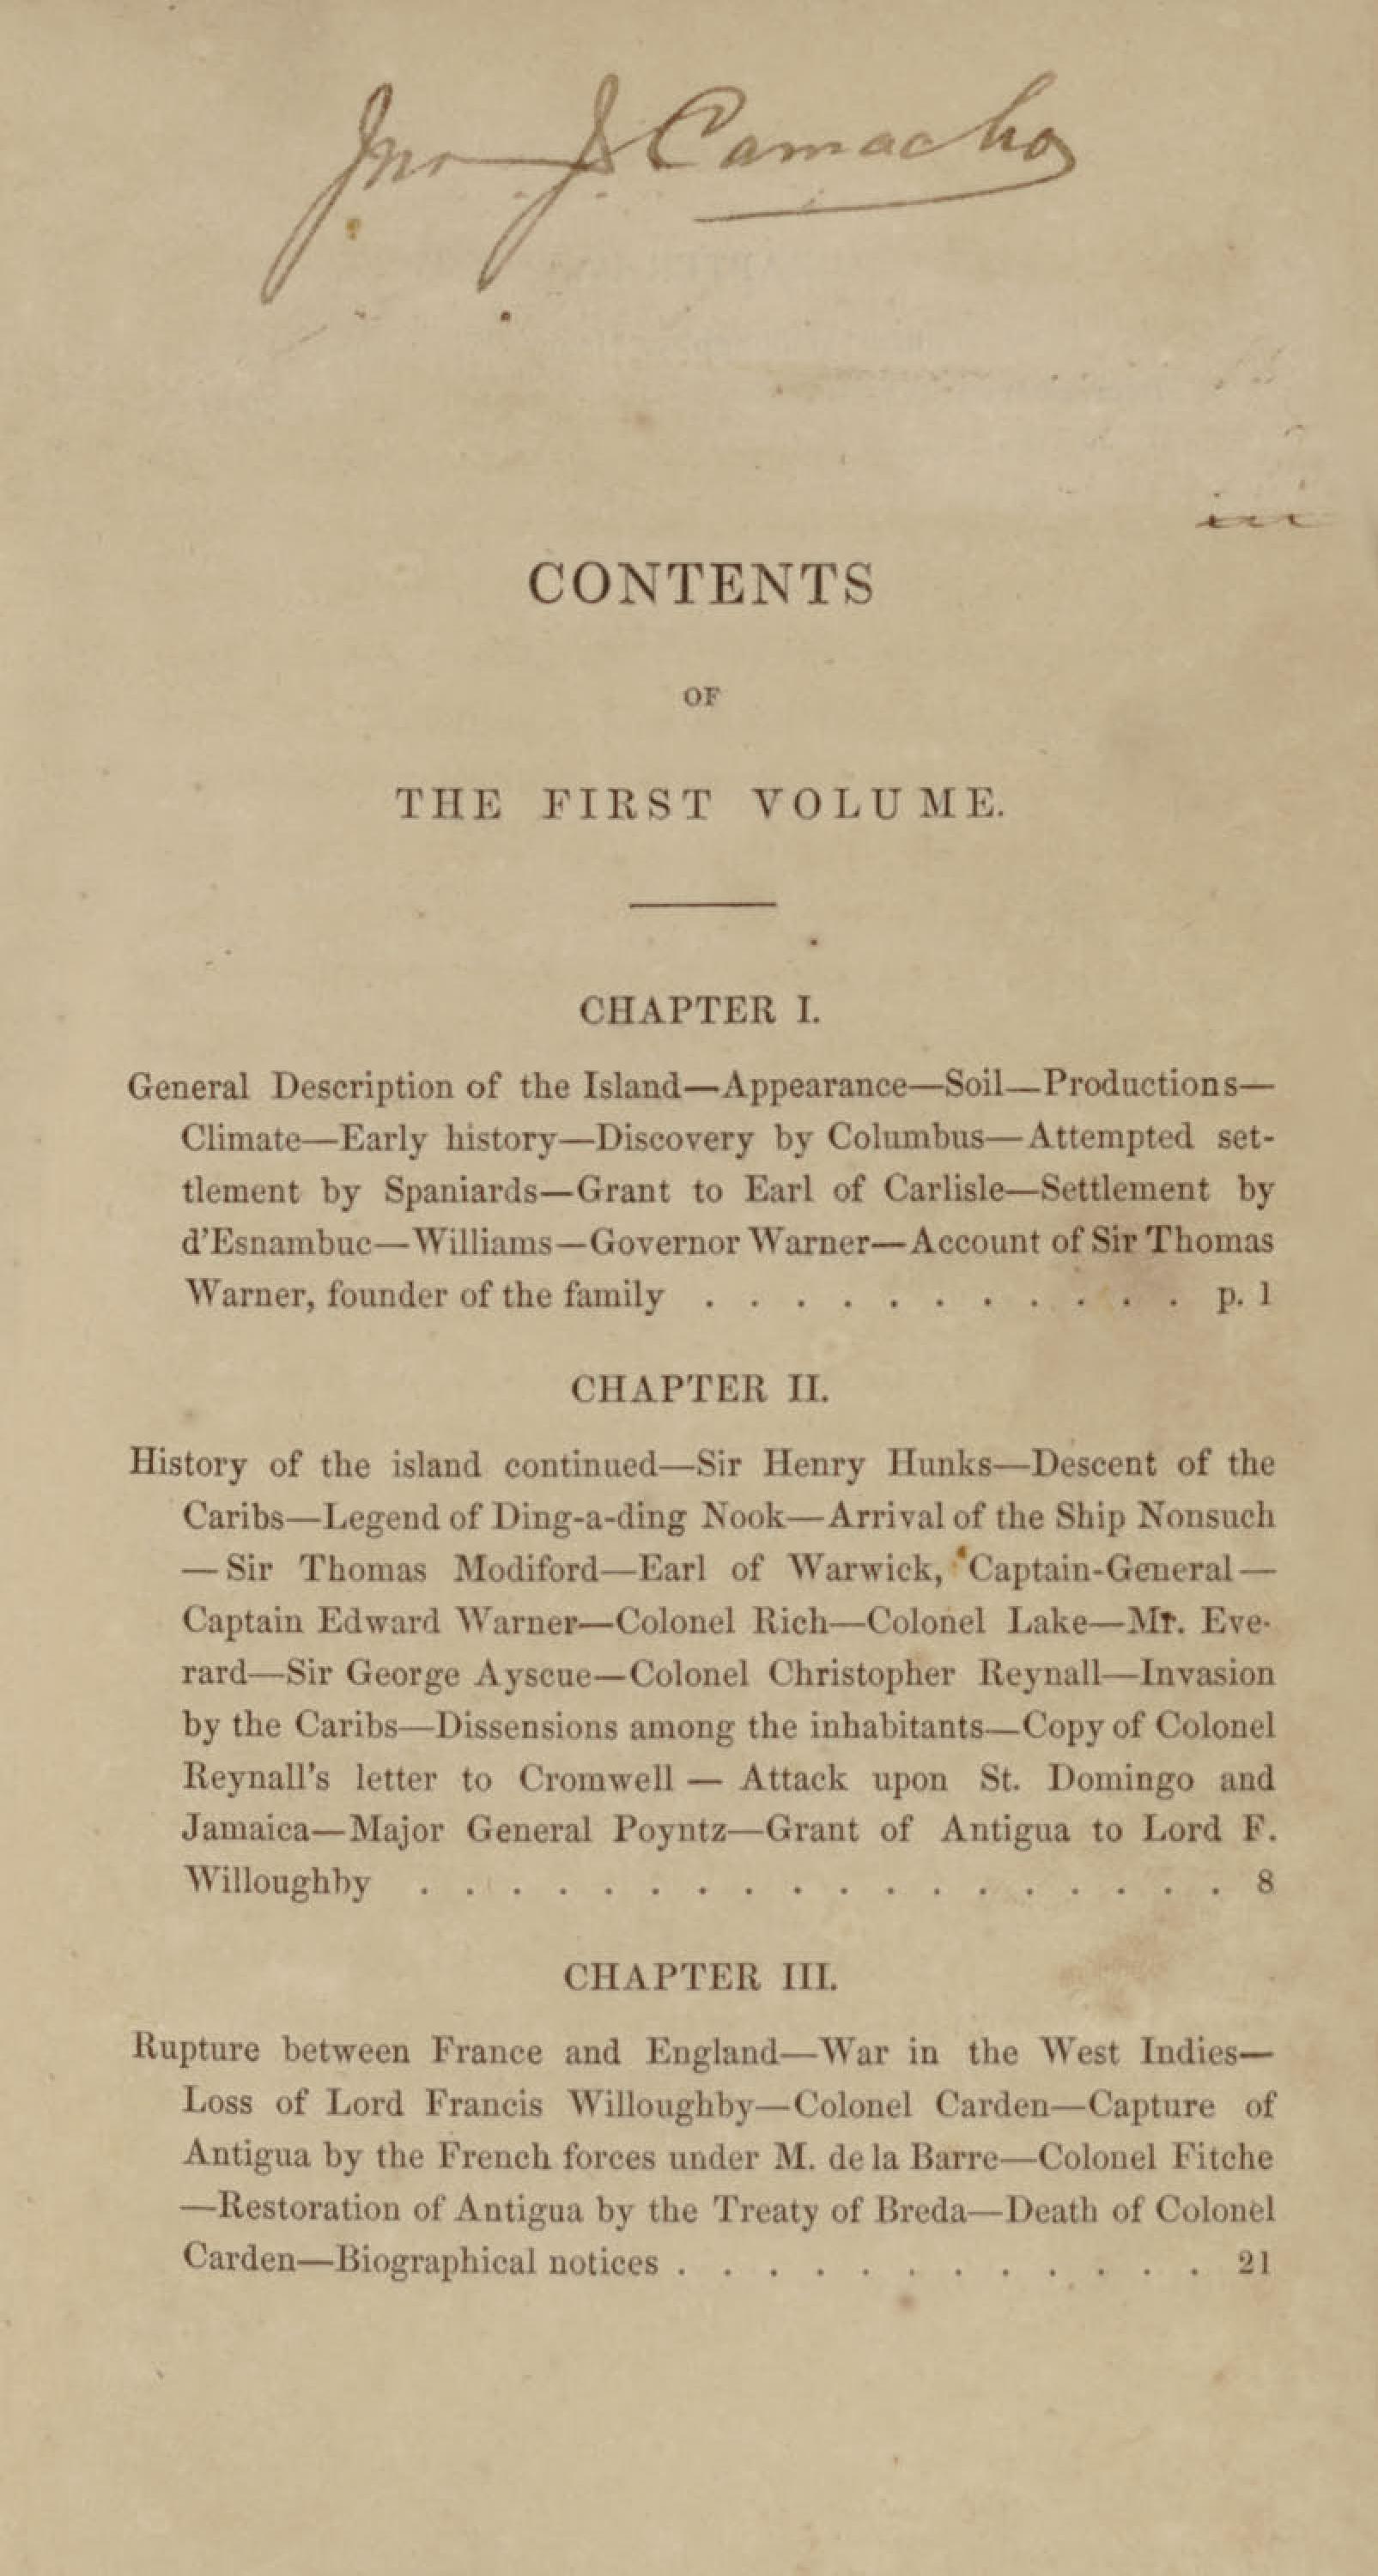 Jno J Camacho
CONTENTS
OF
THE FIRST VOLUME.
CHAPTER I.
General Description of the Island—Appearance—Soil—Productions—
Climate—Early history—Discovery by Columbus—Attempted set-
tlement by Spaniards—Grant to Earl of Carlisle—Settlement by
d'Esnambuc—Williams—Governor Warner—Account of Sir Thomas
Warner, founder of the family . . . . . . . . . . . p. 1
CHAPTER II.
History of the island continued—Sir Henry Hunks—Descent of the
Caribs—Legend of Ding-a-ding Nook—Arrival of the Ship Nonsuch
—Sir Thomas Modiford—Earl of Warwick, Captain-General—
Captain Edward Warner—Colonel Rich—Colonel Lake—Mr. Eve-
rard—Sir George Ayscue—Colonel Christopher Reynall—Invasion
by the Caribs—Dissensions among the inhabitants—Copy of Colonel
Reynall's letter to Cromwell — Attack upon St. Domingo and
Jamaica—Major General Poyntz—Grant of Antigua to Lord F.
Willoughby . . . . . . . . . . . . . . . . . . 8
CHAPTER III.
Rupture between France and England—War in the West Indies—
Loss of Lord Francis Willoughby—Colonel Carden—Capture of
Antigua by the French forces under M. de la Barre—Colonel Fitche
—Restoration of Antigua by the Treaty of Breda—Death of Colonel
Carden—Biographical notices . . . . . . . . . . . . 21